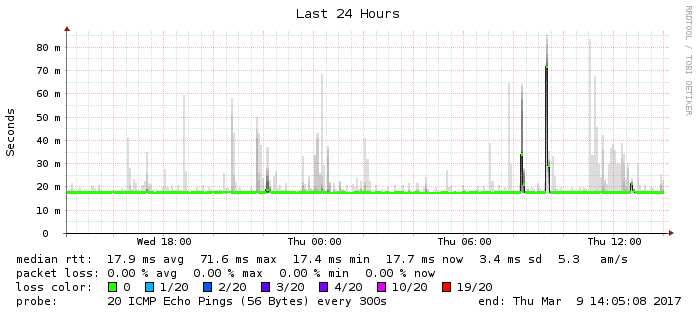 Last 24 Hours
RRDTOOL / TOBI OETIKER
Seconds
80 m
70 m
60 m
50 m
40 m
30 m
20 m
10 m
0
Wed 18:00 Thu 00:00 Thu 06:00 Thu 12:00
median rtt: 17.9 ms avg 71.6 ms max 17.4 ms min 17.7 ms now 3.4 ms sd 5.3 am/s
packet loss: 0.00 % avg 0.00 % max 0.00 % min 0.00 % now
loss color: 0 1/20 2/20 3/20 4/20 10/20 19/20
probe: 20 ICMP Echo Pings (56 Bytes) every 300s end: Thu Mar 9 14:05:08 2017